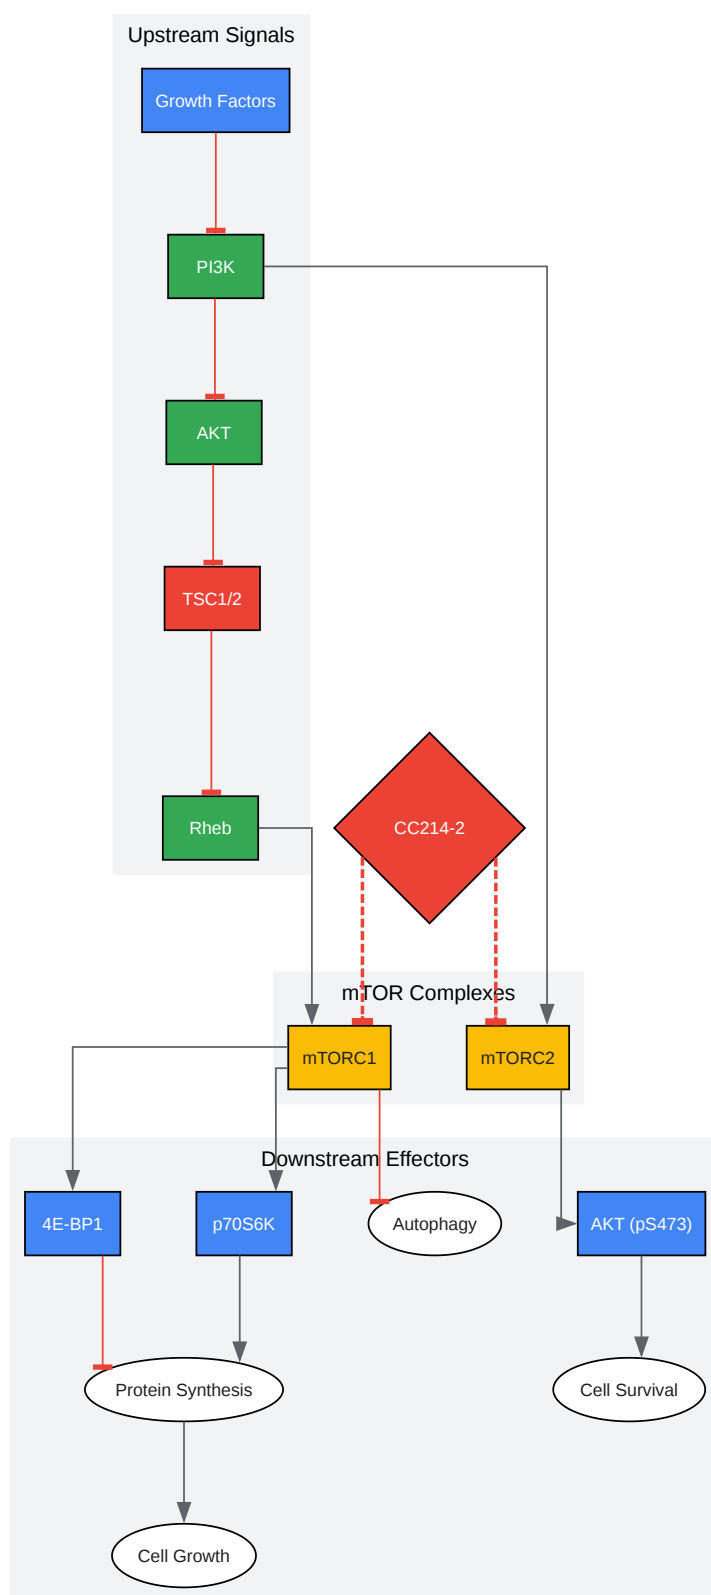 Upstream Signals
Growth Factors
PI3K
AKT
TSC1/2
Rheb
CC214-2
mTOR Complexes
mTORC1
mTORC2
Downstream Effectors
4E-BP1
p70S6K
Autophagy
AKT (pS473)
Protein Synthesis
Cell Survival
Cell Growth